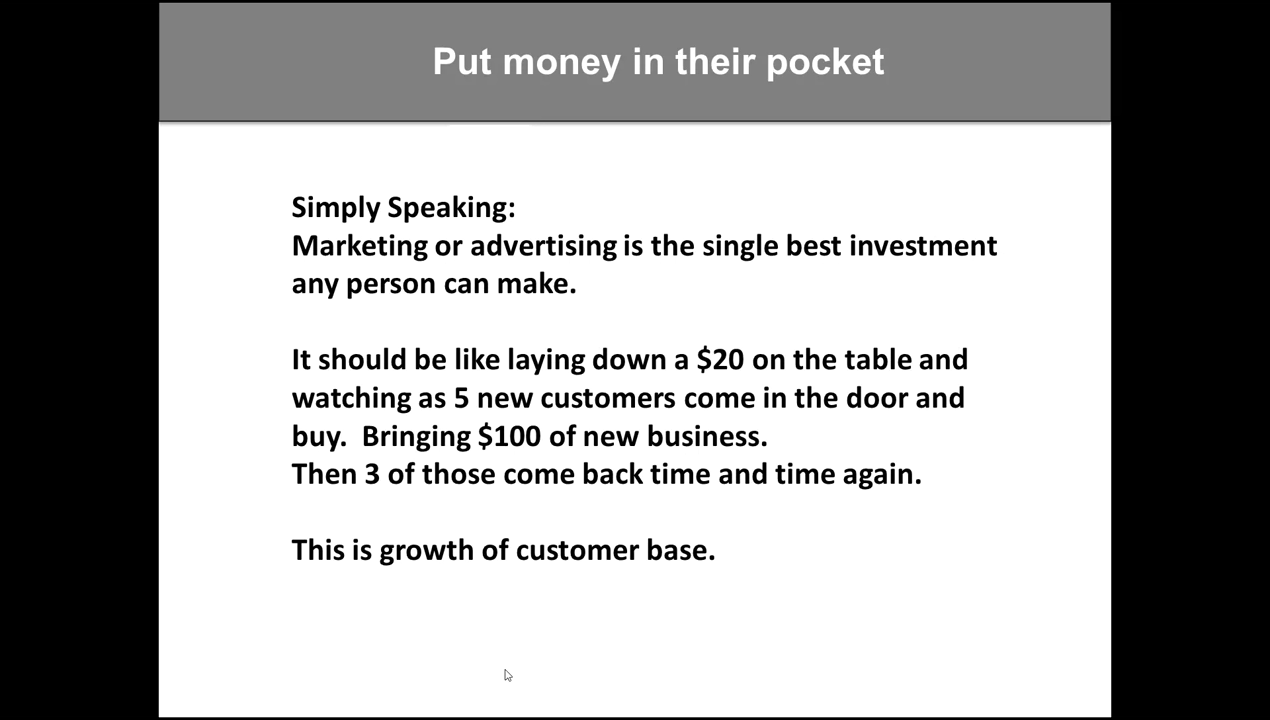 Put money in their pocket
Simply Speaking:
Marketing or advertising is the single best investment
any person can make.
It should be like laying down a $20 on the table and
watching as 5 new customers come in the door and
buy.  Bringing $100 of new business.
Then 3 of those come back time and time again.
This is growth of customer base.